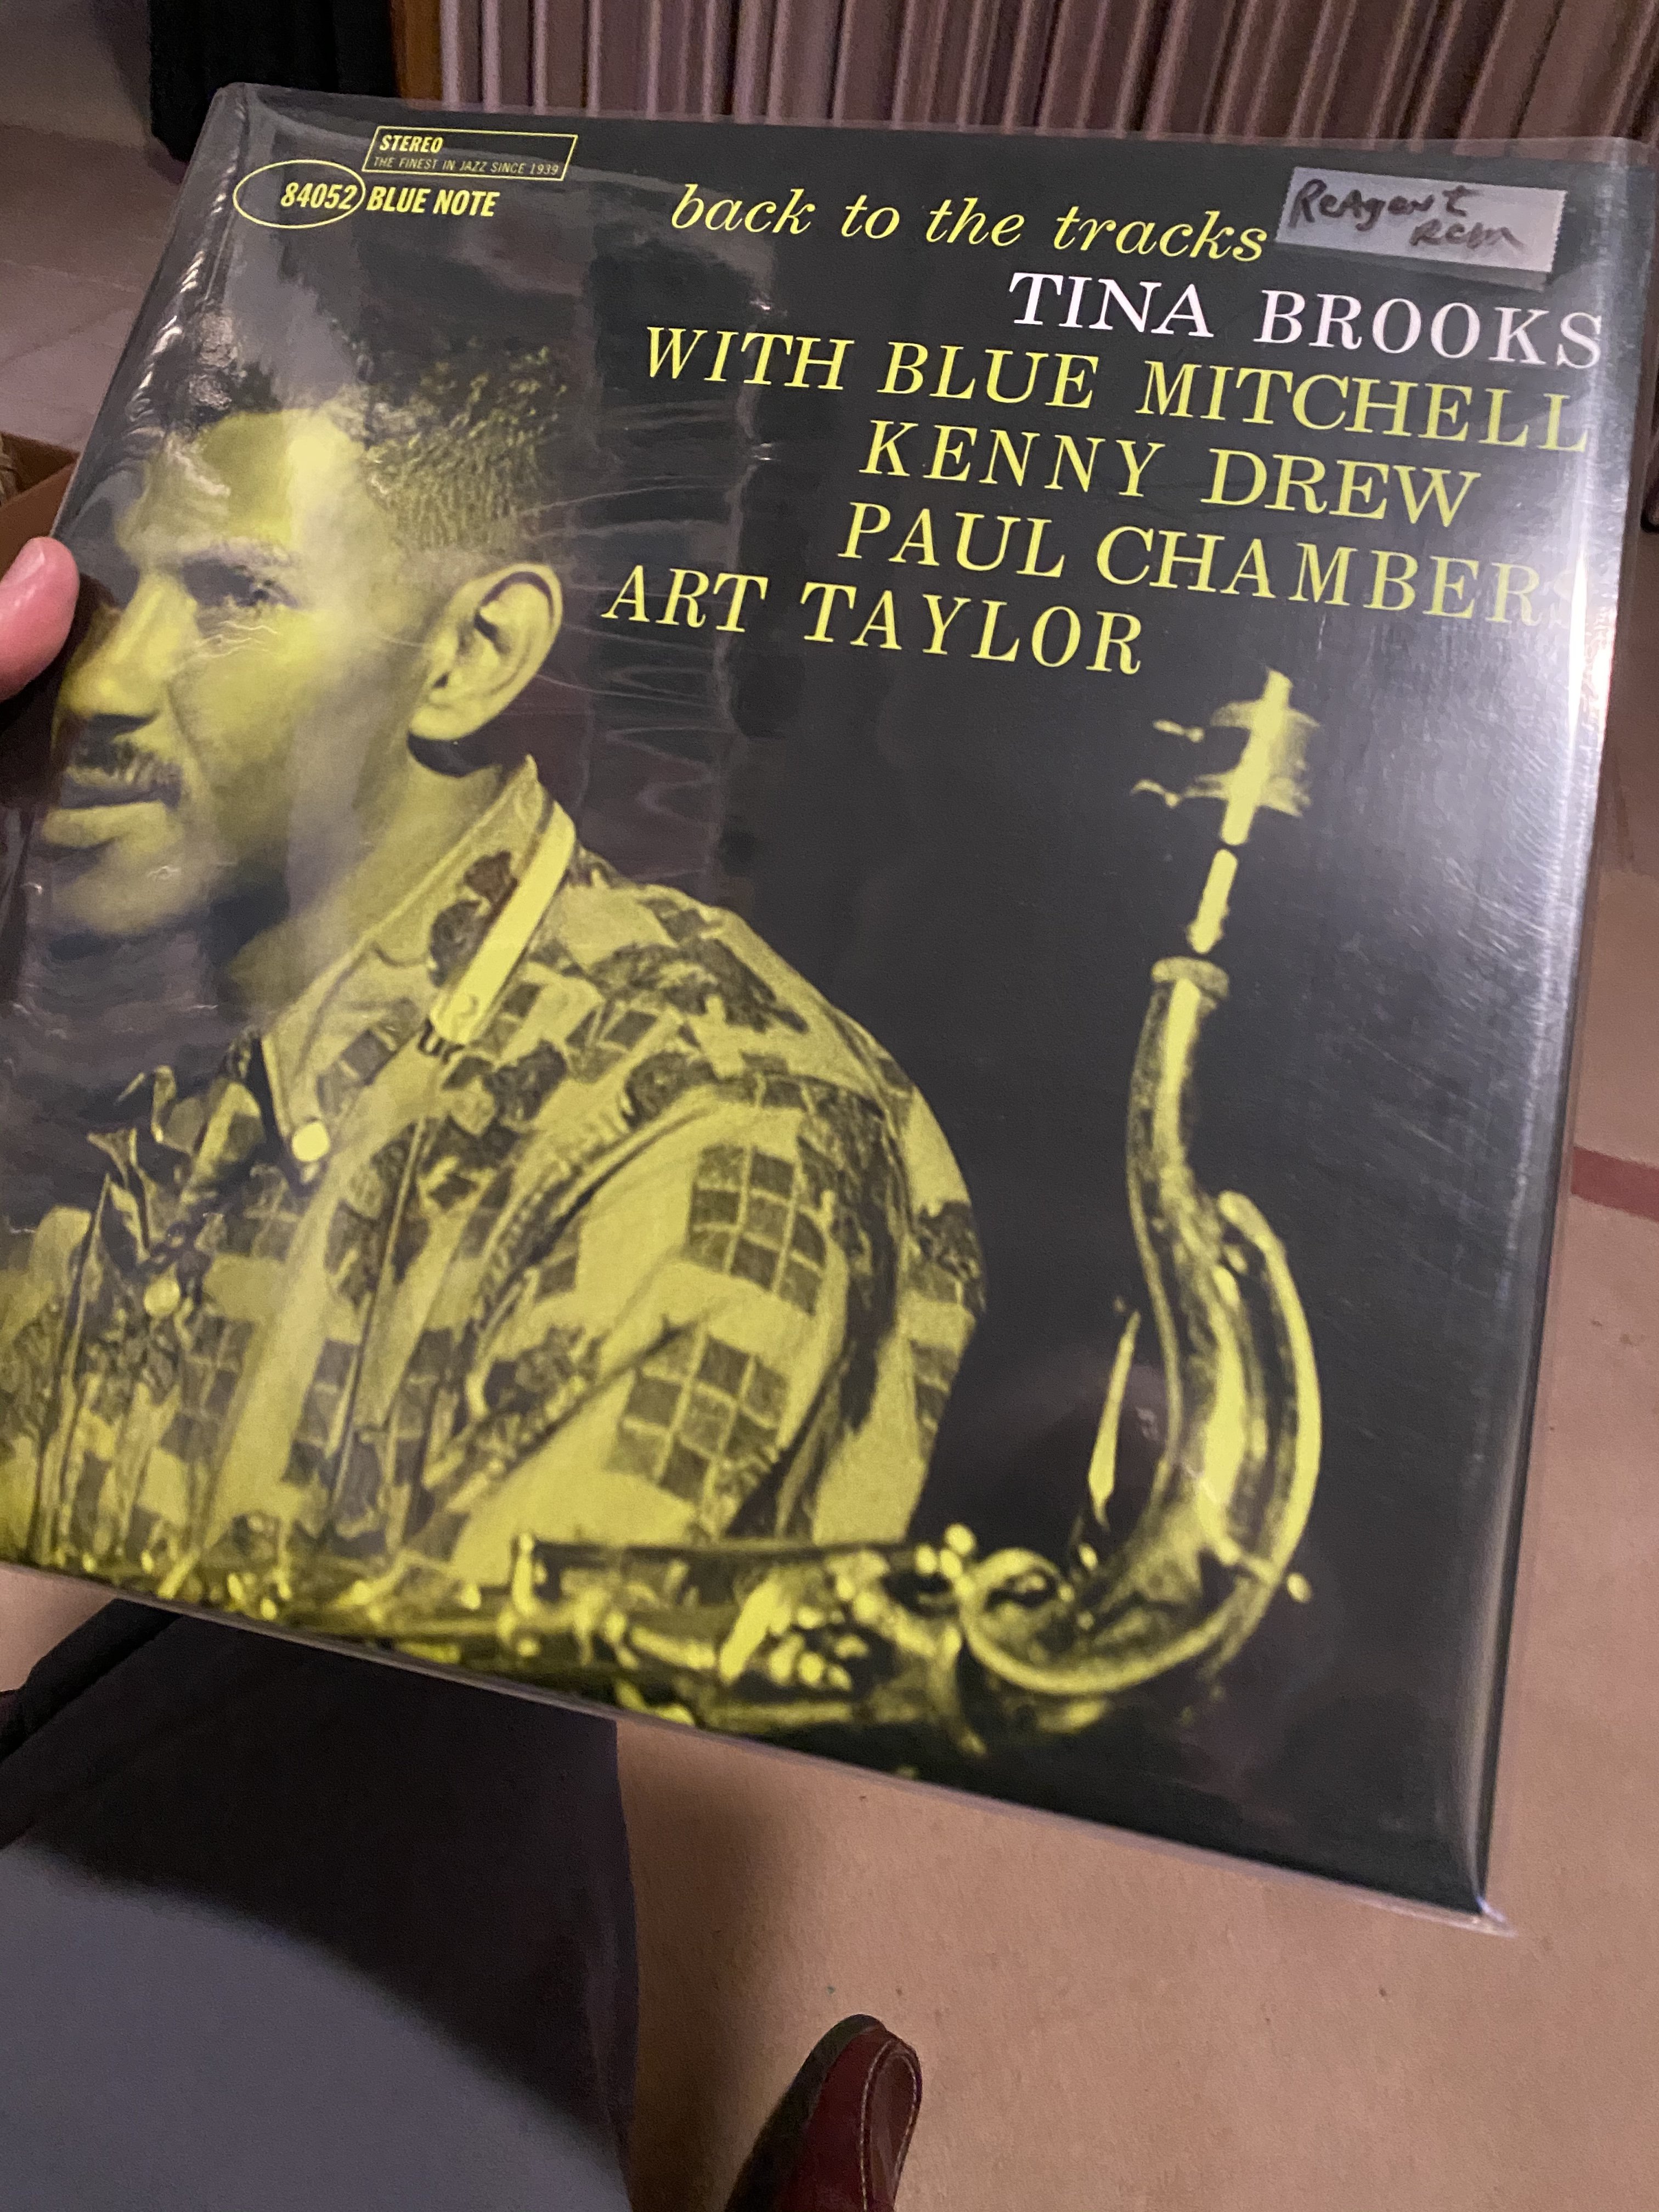 STEREO
THE FINEST IN JAZZ SINCE 1939
84052 BLUE NOTE
back to the tracks
ReAgent
TINA BROOKS
WITH BLUE MITCHELL
KENNY DREW
PAUL CHAMBERS
ART TAYLOR